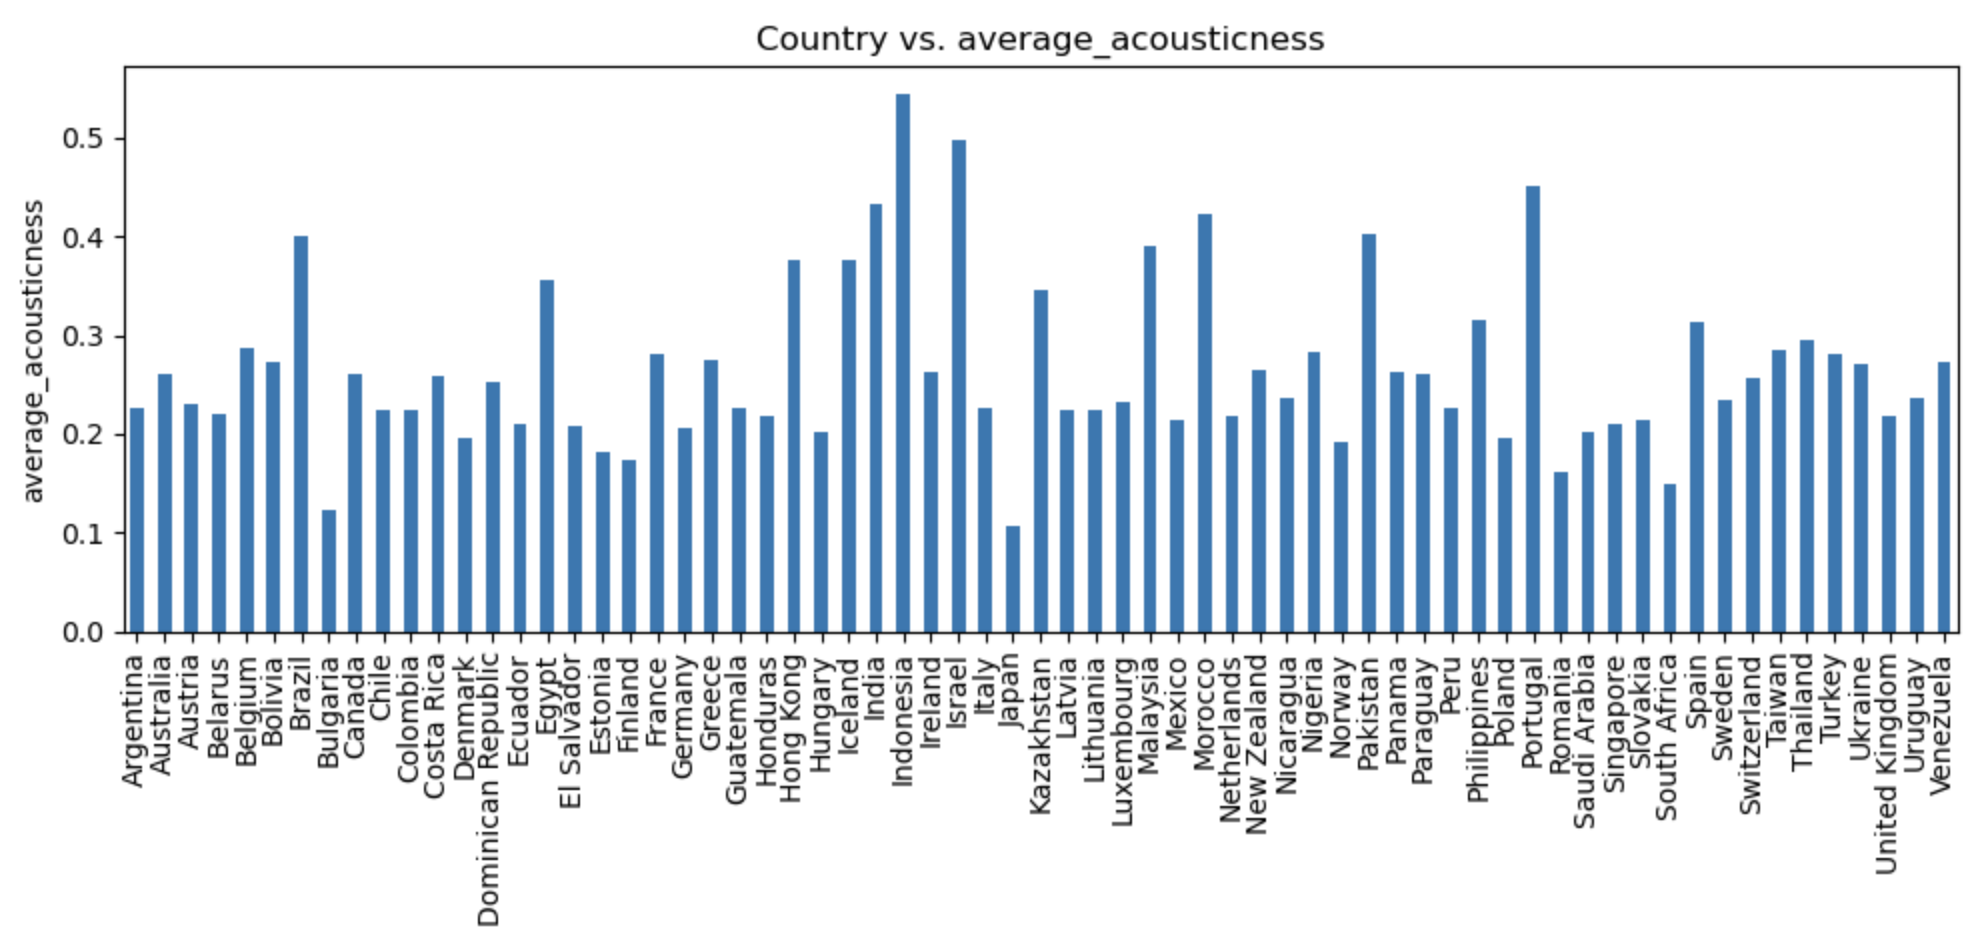 Country vs. average_acousticness
average_acousticness
0.5
0.4
0.3
0.2
0.1
0.0
Argentina
Australia
Austria
Belarus
Belgium
Bolivia
Brazil
Bulgaria
Canada
Chile
Colombia
Costa Rica
Denmark
Dominican Republic
Ecuador
Egypt
El Salvador
Estonia
Finland
France
Germany
Greece
Guatemala
Honduras
Hong Kong
Hungary
Iceland
India
Indonesia
Ireland
Israel
Italy
Japan
Kazakhstan
Latvia
Lithuania
Luxembourg
Malaysia
Mexico
Morocco
Netherlands
New Zealand
Nicaragua
Nigeria
Norway
Pakistan
Panama
Paraguay
Peru
Philippines
Poland
Portugal
Romania
Saudi Arabia
Singapore
Slovakia
South Africa
Spain
Sweden
Switzerland
Taiwan
Thailand
Turkey
Ukraine
United Kingdom
Uruguay
Venezuela